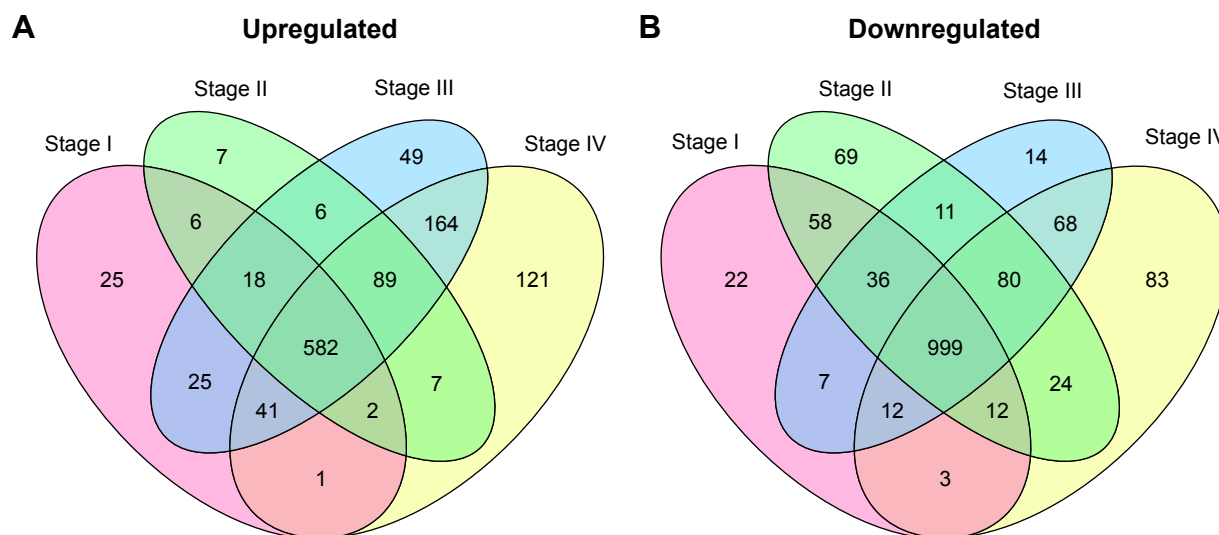 A Upregulated
Stage II Stage III
Stage I Stage IV
7 49
6 6 164
25 18 89 121
582
25 7
41 2
1
B Downregulated
Stage II Stage III
Stage I Stage IV
69 14
58 11 68
22 36 80 83
999
7 24
12 12
3